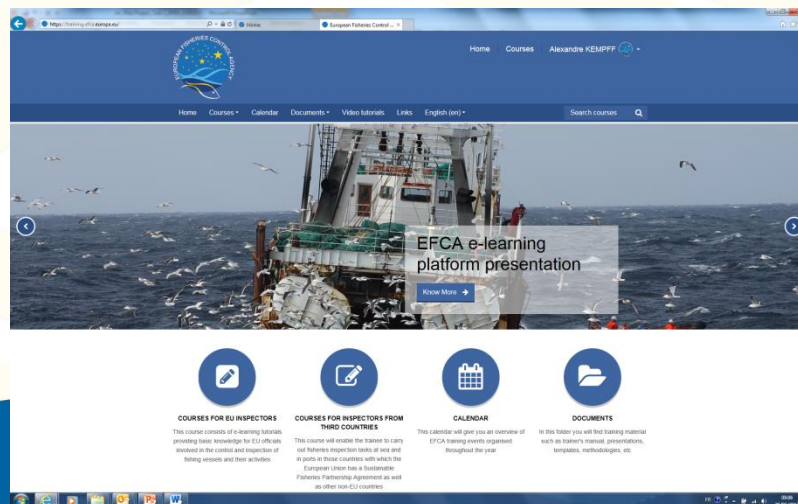 https://training.efca.europa.eu/
Home
European Fisheries Control ...
EUROPEAN FISHERIES CONTROL AGENCY
Home Courses Alexandre KEMPFF
Home Courses Calendar Documents Video tutorials Links English (en) Search courses
EFCA e-learning
platform presentation
Know More
COURSES FOR EU INSPECTORS
This course consists of e-learning tutorials
providing basic knowledge for EU officials
involved in the control and inspection of
fishing vessels and their activities.
COURSES FOR INSPECTORS FROM
THIRD COUNTRIES
This course will enable the trainee to carry
out fisheries inspection tasks at sea and
in ports in those countries with which the
European Union has a Sustainable
Fisheries Partnership Agreement as well
as other non-EU countries
CALENDAR
This calendar will give you an overview of
EFCA training events organised
throughout the year
DOCUMENTS
In this folder you will find training material
such as trainer's manual, presentations,
templates, methodologies, etc
FR